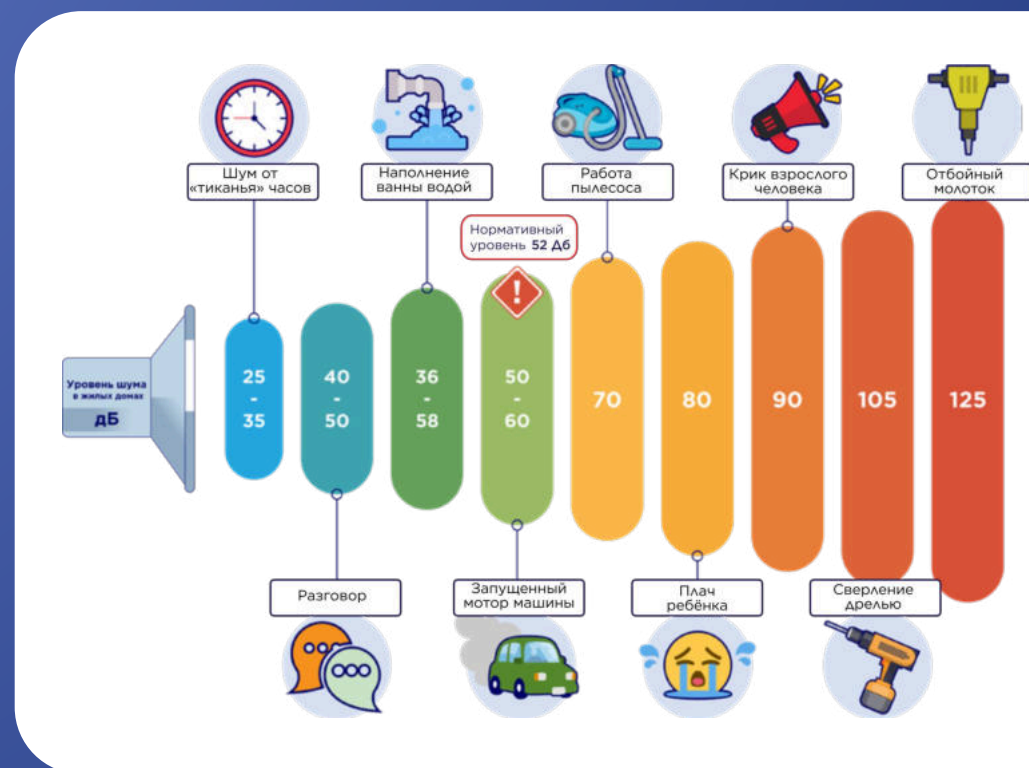 Шум от
«тиканья» часов
Наполнение
ванны водой
Работа
пылесоса
Крик взрослого
человека
Отбойный
молоток
Нормативный
уровень 52 Дб
!
Уровень шума
в жилых домах
дБ
25
-
35
40
-
50
36
-
58
50
-
60
70
80
90
105
125
Разговор
Запущенный
мотор машины
Плач
ребёнка
Сверление
дрелью